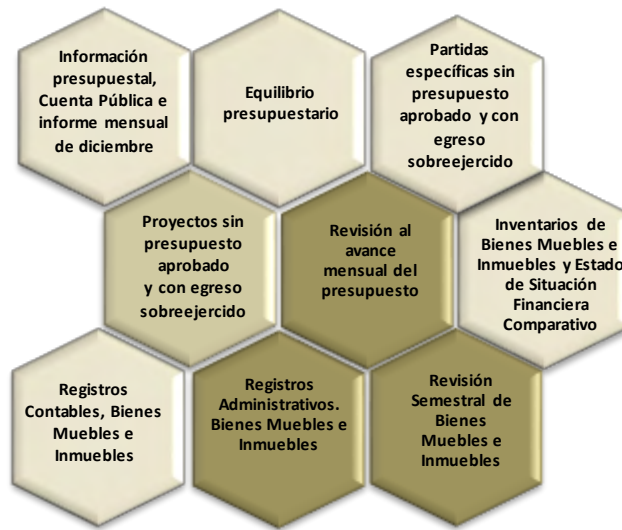 Información
presupuestal,
Cuenta Pública e
informe mensual
de diciembre
Equilibrio
presupuestario
Partidas
específicas sin
presupuesto
aprobado y con
egreso
sobreejercido
Proyectos sin
presupuesto
aprobado
y con egreso
sobreejercido
Revisión al
avance
mensual del
presupuesto
Inventarios de
Bienes Muebles e
Inmuebles y Estado
de Situación
Financiera
Comparativo
Registros
Contables, Bienes
Muebles e
Inmuebles
Registros
Administrativos.
Bienes Muebles e
Inmuebles
Revisión
Semestral de
Bienes
Muebles e
Inmuebles